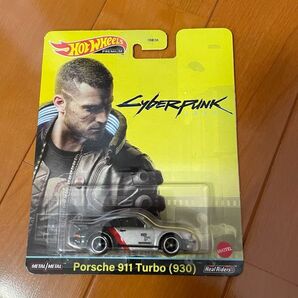 HOT WHEELS
PREMIUM
CYBERPUNK
Porsche 911 Turbo (930)
METAL/METAL
MATTEL
Real Riders